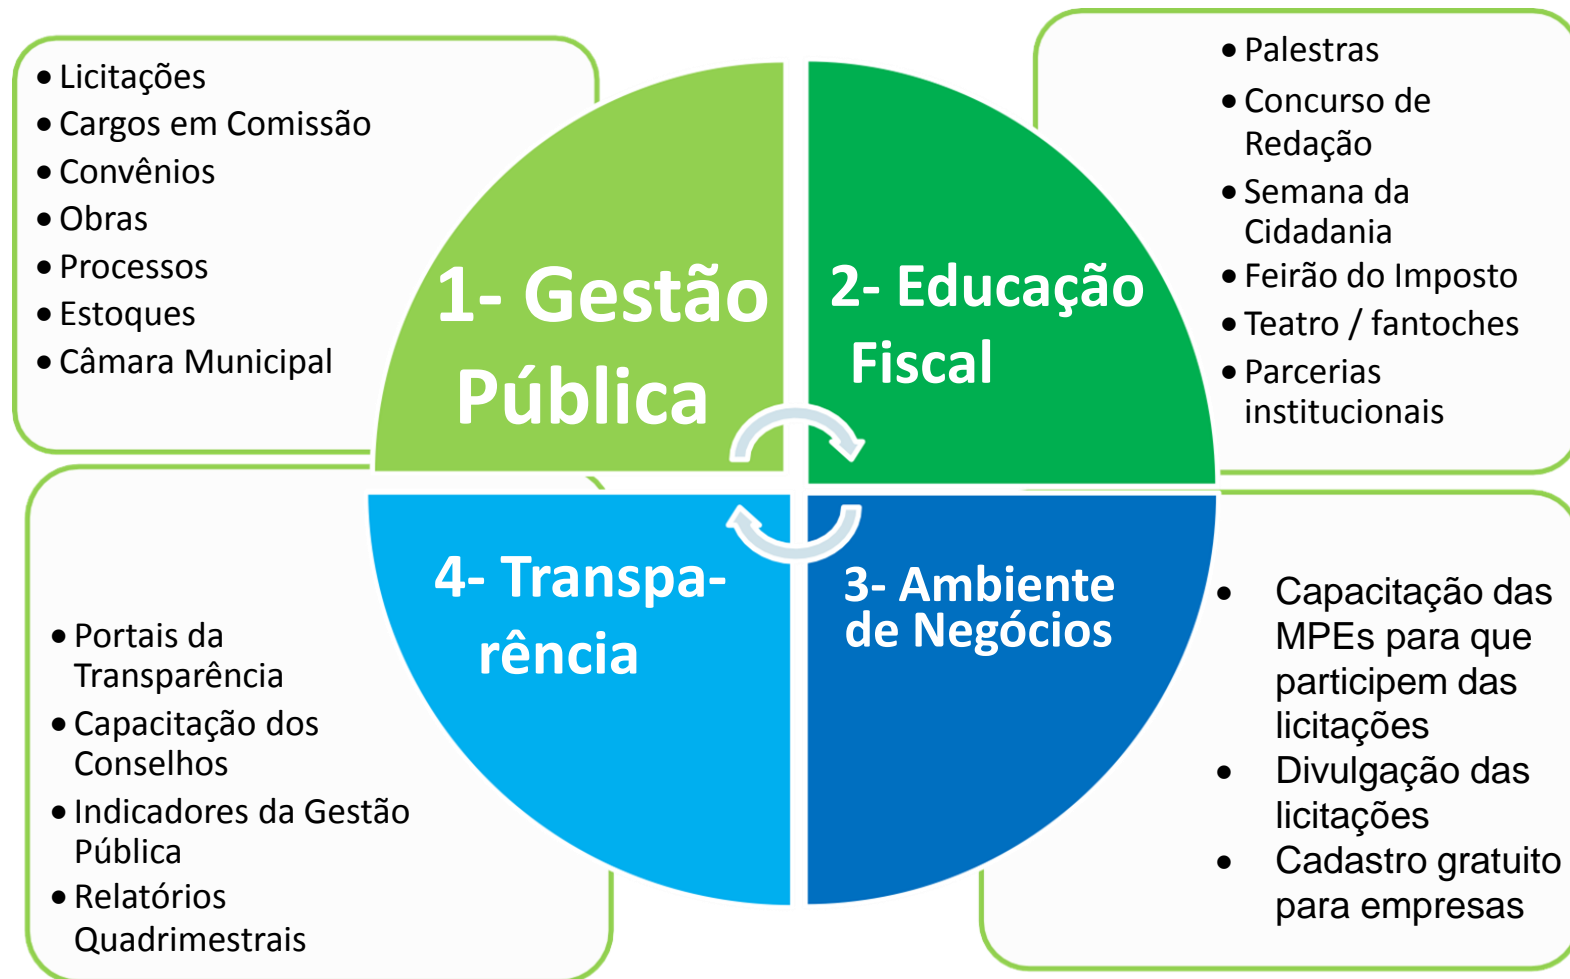 • Licitações
• Cargos em Comissão
• Convênios
• Obras
• Processos
• Estoques
• Câmara Municipal
1- Gestão
Pública
2- Educação
Fiscal
• Palestras
• Concurso de
Redação
• Semana da
Cidadania
• Feirão do Imposto
• Teatro / fantoches
• Parcerias
institucionais
• Portais da
Transparência
• Capacitação dos
Conselhos
• Indicadores da Gestão
Pública
• Relatórios
Quadrimestrais
4- Transpa-
rência
3- Ambiente
de Negócios
• Capacitação das
MPEs para que
participem das
licitações
• Divulgação das
licitações
• Cadastro gratuito
para empresas